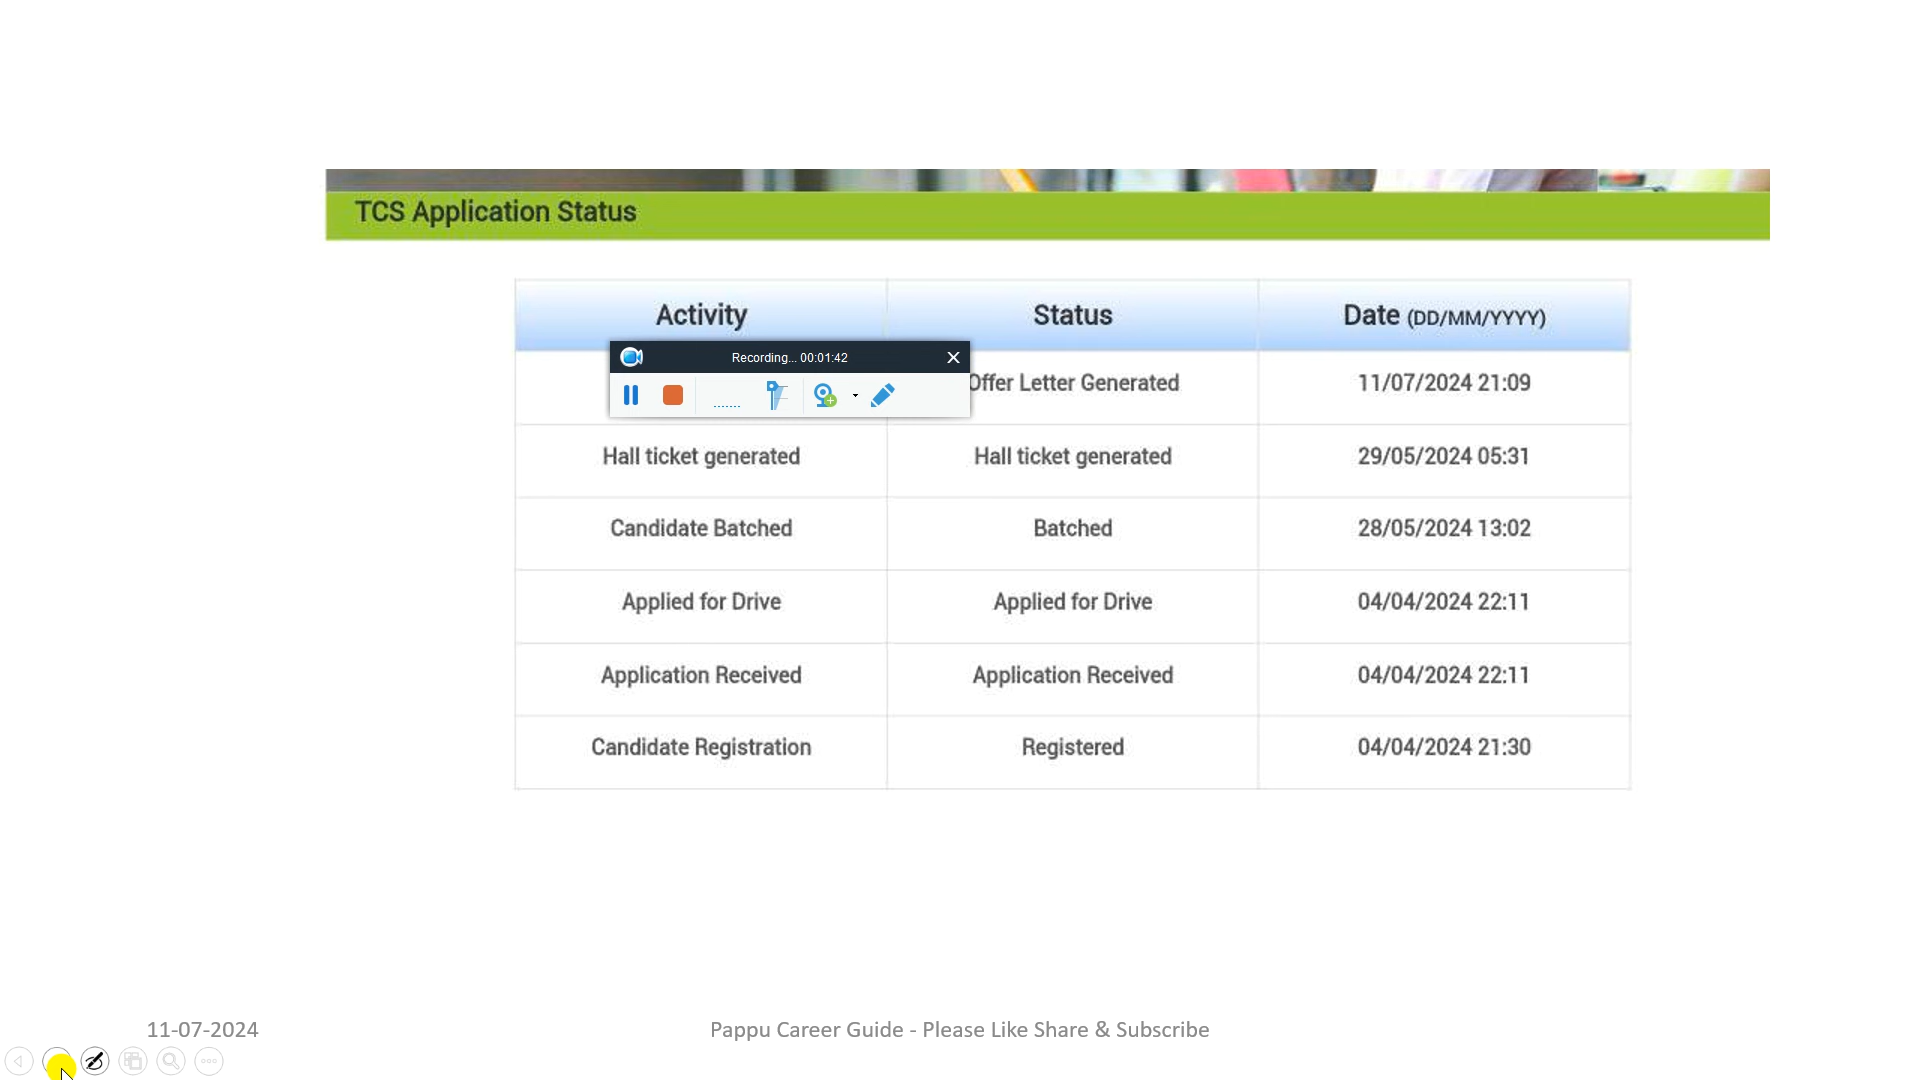 TCS Application Status
Activity Status Date (DD/MM/YYYY)
Recording... 00:01:42
Offer Letter Generated 11/07/2024 21:09
Hall ticket generated Hall ticket generated 29/05/2024 05:31
Candidate Batched Batched 28/05/2024 13:02
Applied for Drive Applied for Drive 04/04/2024 22:11
Application Received Application Received 04/04/2024 22:11
Candidate Registration Registered 04/04/2024 21:30
11-07-2024 Pappu Career Guide - Please Like Share & Subscribe